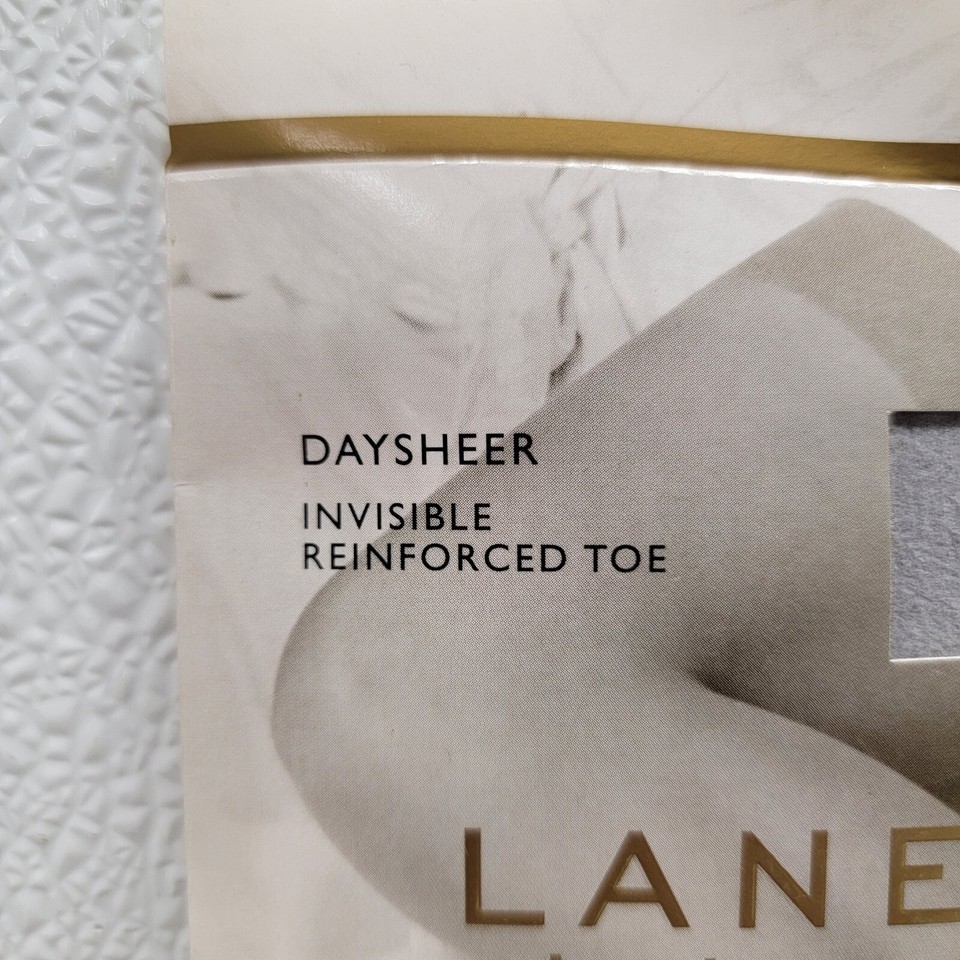 DAYSHEER
INVISIBLE
REINFORCED TOE
LANE